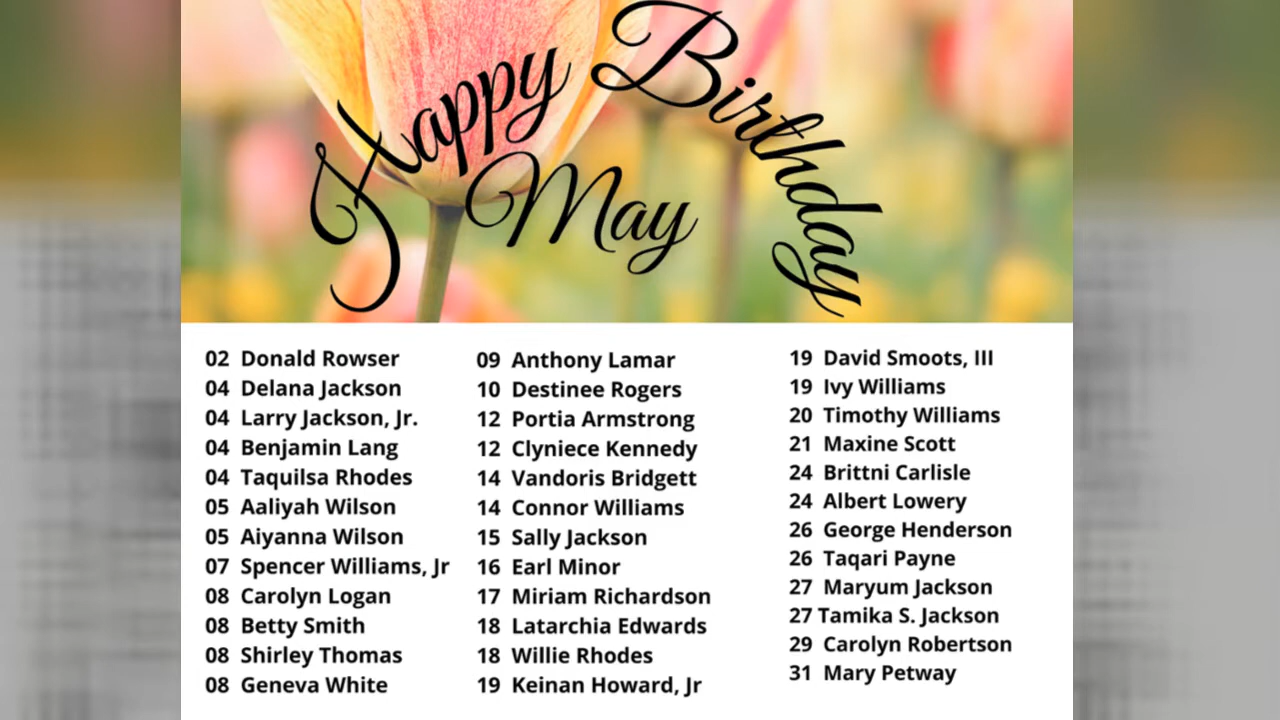 Happy Birthday
May
02 Donald Rowser
04 Delana Jackson
04 Larry Jackson, Jr.
04 Benjamin Lang
04 Taquilsa Rhodes
05 Aaliyah Wilson
05 Aiyanna Wilson
07 Spencer Williams, Jr
08 Carolyn Logan
08 Betty Smith
08 Shirley Thomas
08 Geneva White
09 Anthony Lamar
10 Destinee Rogers
12 Portia Armstrong
12 Clyniece Kennedy
14 Vandoris Bridgett
14 Connor Williams
15 Sally Jackson
16 Earl Minor
17 Miriam Richardson
18 Latarchia Edwards
18 Willie Rhodes
19 Keinan Howard, Jr
19 David Smoots, III
19 Ivy Williams
20 Timothy Williams
21 Maxine Scott
24 Brittni Carlisle
24 Albert Lowery
26 George Henderson
26 Taqari Payne
27 Maryum Jackson
27 Tamika S. Jackson
29 Carolyn Robertson
31 Mary Petway